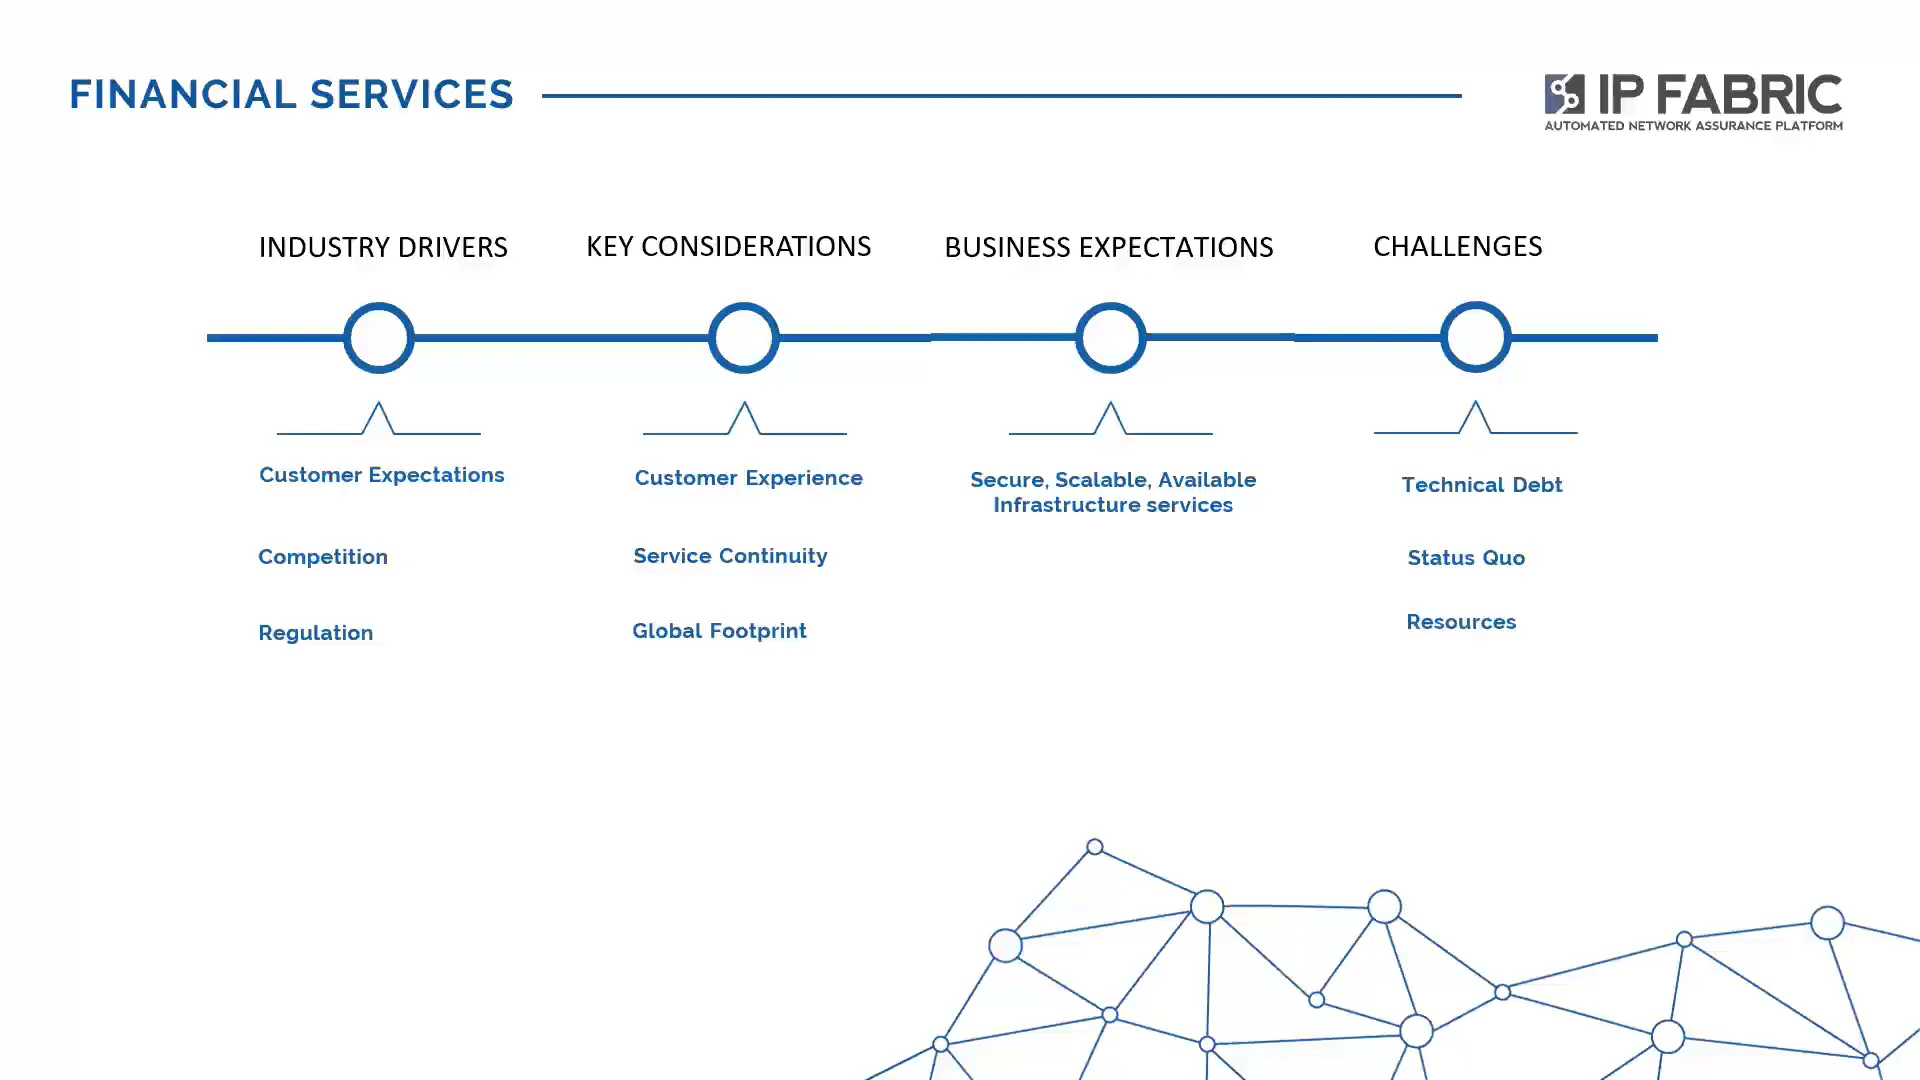 FINANCIAL SERVICES
IP FABRIC
AUTOMATED NETWORK ASSURANCE PLATFORM
INDUSTRY DRIVERS
KEY CONSIDERATIONS
BUSINESS EXPECTATIONS
CHALLENGES
Customer Expectations
Competition
Regulation
Customer Experience
Service Continuity
Global Footprint
Secure, Scalable, Available
Infrastructure services
Technical Debt
Status Quo
Resources